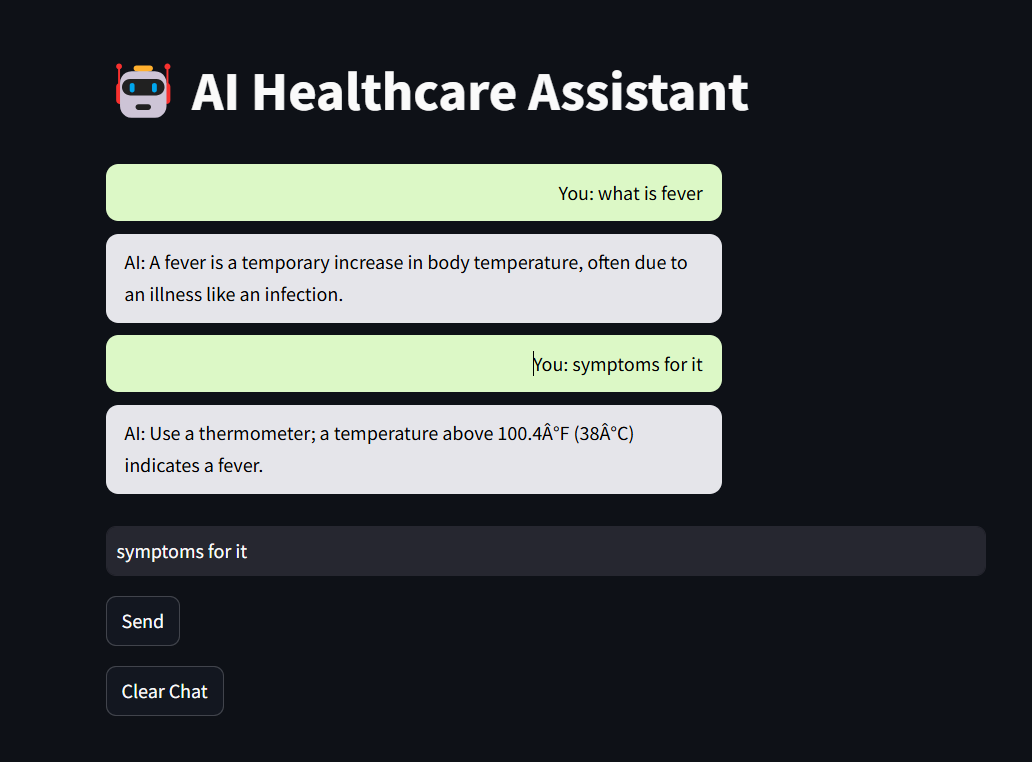 AI Healthcare Assistant
You: what is fever
AI: A fever is a temporary increase in body temperature, often due to
an illness like an infection.
You: symptoms for it
AI: Use a thermometer; a temperature above 100.4Â°F (38Â°C)
indicates a fever.
symptoms for it
Send
Clear Chat